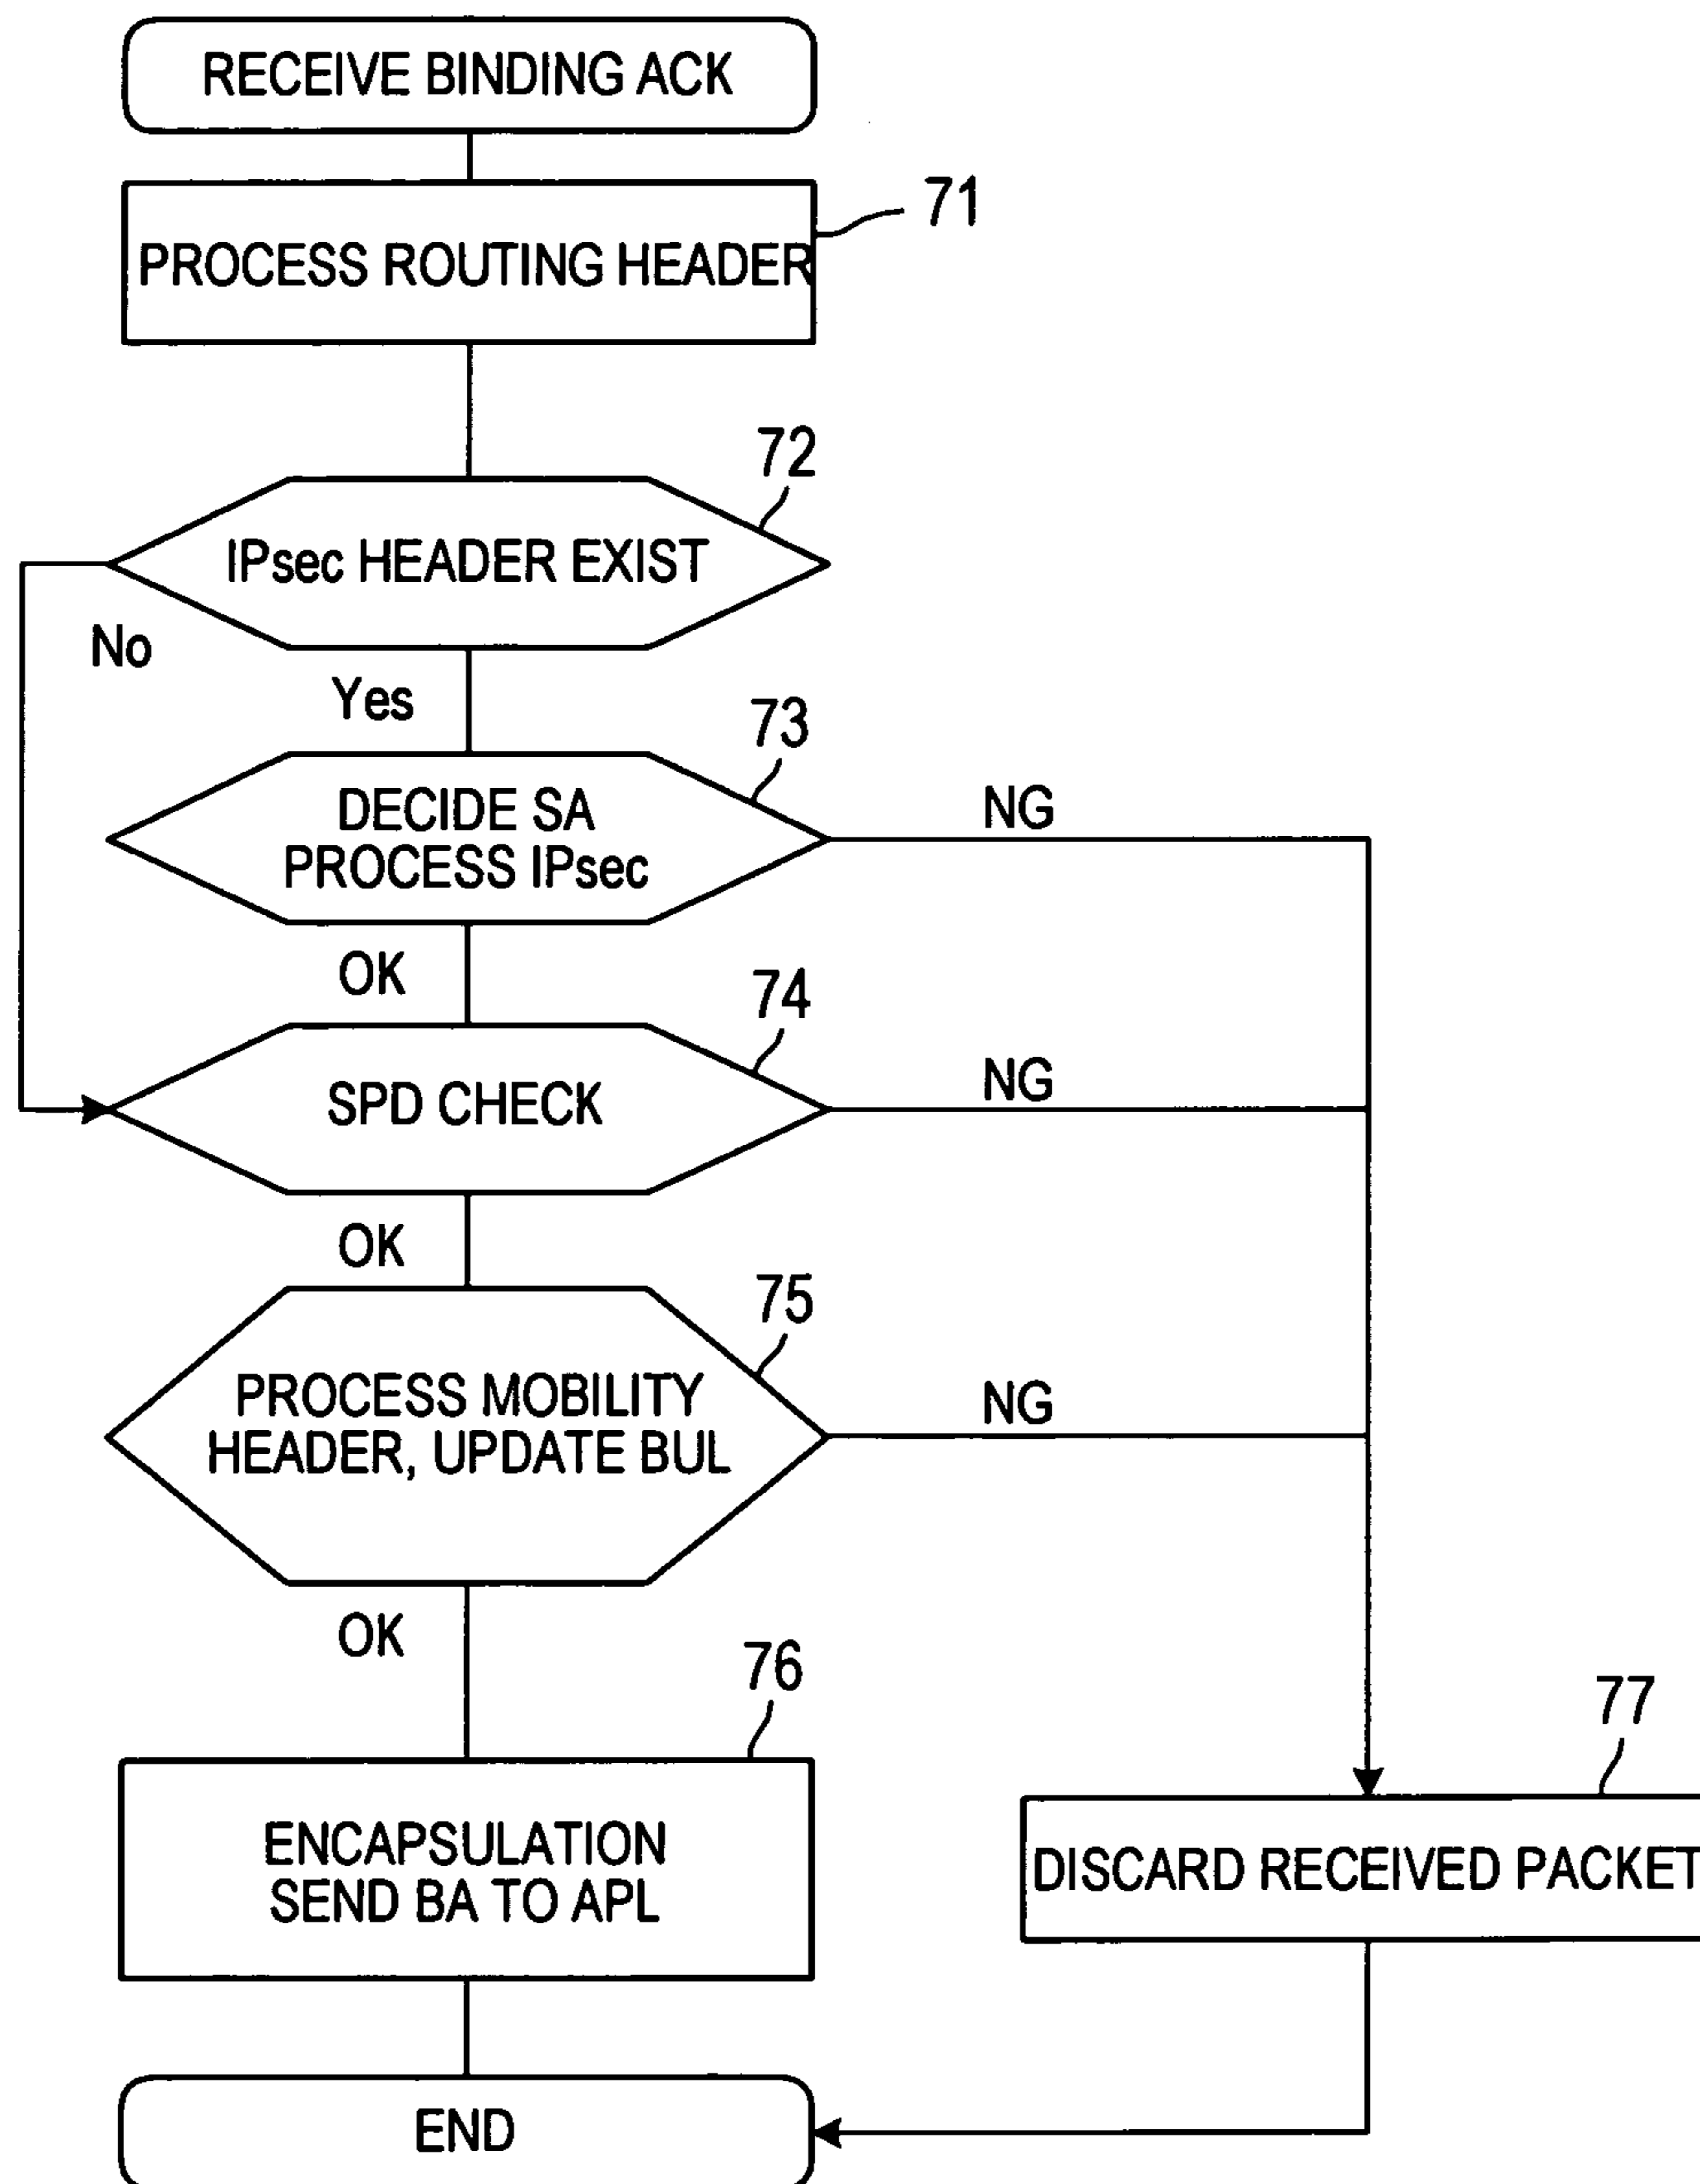 RECEIVE BINDING ACK
71
PROCESS ROUTING HEADER
72
IPsec HEADER EXIST
No
Yes
73
DECIDE SA
PROCESS IPsec
NG
OK
74
SPD CHECK
NG
OK
75
PROCESS MOBILITY
HEADER, UPDATE BUL
NG
OK
76
ENCAPSULATION
SEND BA TO APL
77
DISCARD RECEIVED PACKET
END